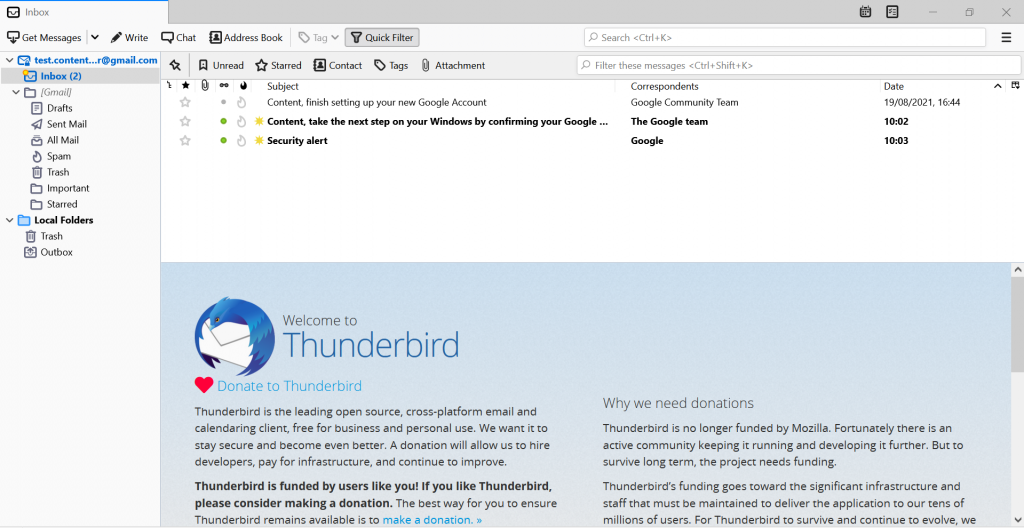 Inbox
Get Messages Write Chat Address Book Tag Quick Filter Search <Ctrl+K>
test.content...r@gmail.com
Unread Starred Contact Tags Attachment Filter these messages <Ctrl+Shift+K>
Inbox (2)
[Gmail]
Drafts
Sent Mail
All Mail
Spam
Trash
Important
Starred
Local Folders
Trash
Outbox
Subject Correspondents Date
Content, finish setting up your new Google Account Google Community Team 19/08/2021, 16:44
Content, take the next step on your Windows by confirming your Google ... The Google team 10:02
Security alert Google 10:03
Welcome to
Thunderbird
Donate to Thunderbird
Thunderbird is the leading open source, cross-platform email and
calendaring client, free for business and personal use. We want it to
stay secure and become even better. A donation will allow us to hire
developers, pay for infrastructure, and continue to improve.
Thunderbird is funded by users like you! If you like Thunderbird,
please consider making a donation. The best way for you to ensure
Thunderbird remains available is to make a donation. »
Why we need donations
Thunderbird is no longer funded by Mozilla. Fortunately there is an
active community keeping it running and developing it further. But to
survive long term, the project needs funding.
Thunderbird's funding goes toward the significant infrastructure and
staff that must be maintained to deliver the application to our tens of
millions of users. For Thunderbird to survive and continue to evolve, we